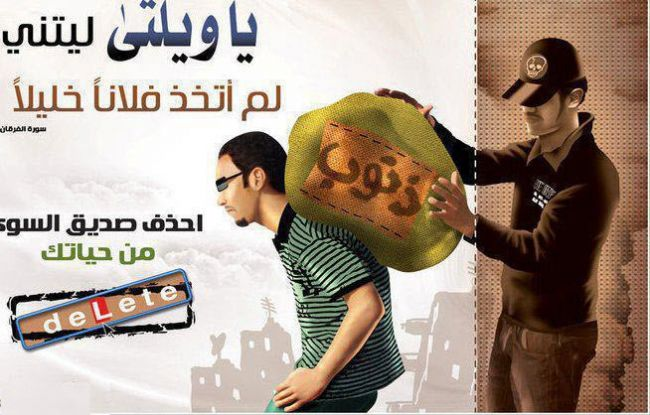 يا ويلتىٰ ليتني
لم أتخذ فلاناً خليلاً
سورة الفرقان
ذنوب
احذف صديق السوء
من حياتك
deLete